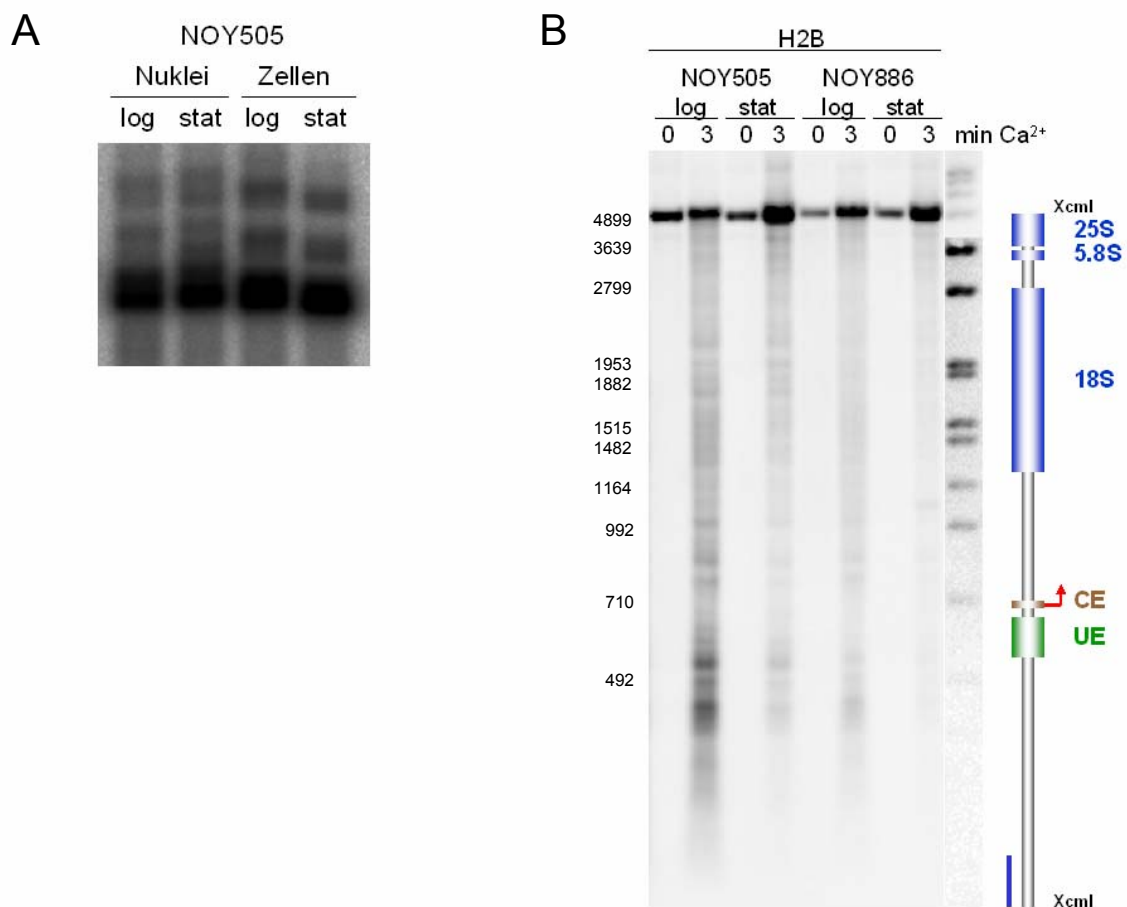 A
NOY505
Nuklei Zellen
log stat log stat
B
H2B
NOY505 NOY886
log stat log stat
0 3 0 3 0 3 0 3 min Ca²⁺
4899
3639
2799
1953
1882
1515
1482
1164
992
710
492
XcmI
25S
5.8S
18S
CE
UE
XcmI